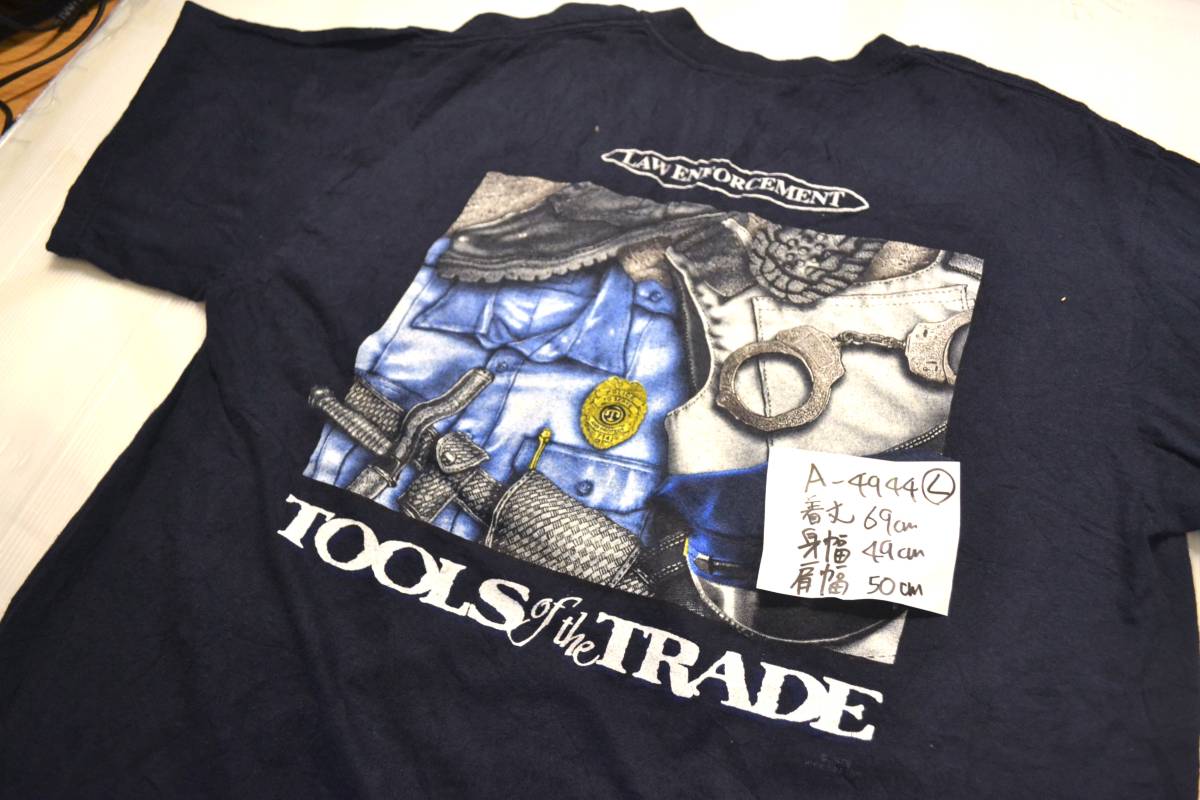 LAW ENFORCEMENT
A-4944 Ⓛ
着丈 69cm
身幅 49cm
肩幅 50cm
TOOLS of the TRADE